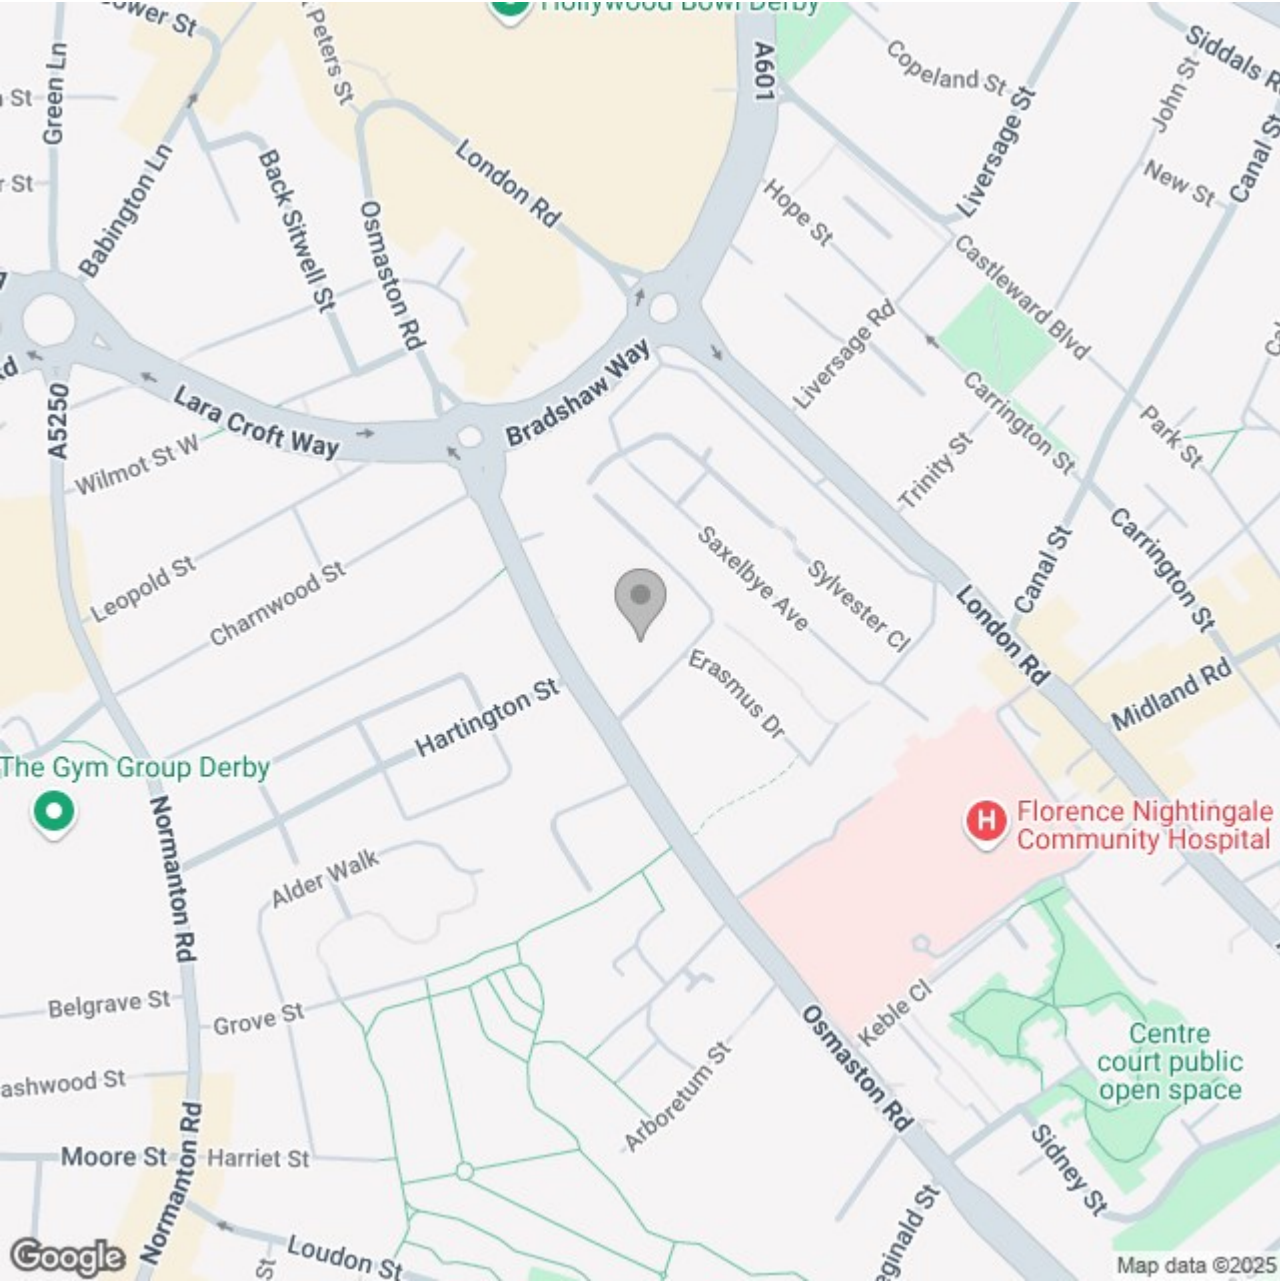 Hollywood Bowl Derby
ower St
Peters St
Green Ln
A601
Copeland St
Siddals R
John St
Liversage St
Canal St
New St
St
r St
Babington Ln
Back Sitwell St
London Rd
Osmaston Rd
Hope St
Castleward Blvd
Liversage Rd
Rd
A5250
Lara Croft Way
Bradshaw Way
Carrington St
Park St
Wilmot St W
Trinity St
Leopold St
Charnwood St
Saxelbye Ave
Sylvester Cl
Canal St
Carrington St
London Rd
Erasmus Dr
Midland Rd
Hartington St
The Gym Group Derby
Normanton Rd
H
Florence Nightingale
Community Hospital
Alder Walk
Belgrave St
Grove St
Keble Cl
Osmaston Rd
Centre
court public
open space
ashwood St
Arboretum St
Moore St
Harriet St
Normanton Rd
Sidney St
eginald St
Loudon St
St
Google
Map data ©2025